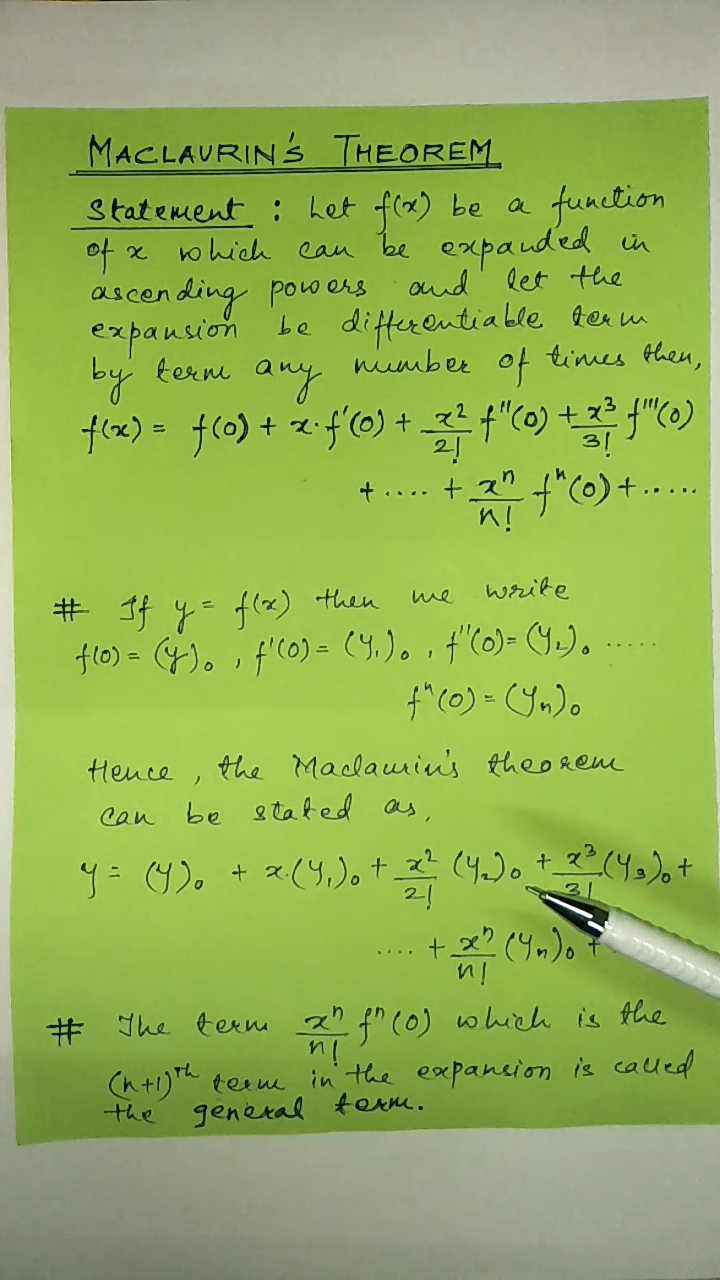 MACLAURIN'S THEOREM
Statement : Let f(x) be a function
of x which can be expanded in
ascending powers and let the
expansion be differentiable term
by term any number of times then,
f(x) = f(0) + x·f'(0) + x²/2! f''(0) + x³/3! f'''(0)
+ .... + xⁿ/n! fⁿ(0) + .....
# If y = f(x) then we write
f(0) = (y)₀ , f'(0) = (y₁)₀ , f''(0) = (y₂)₀ .....
fⁿ(0) = (yₙ)₀
Hence , the Maclaurin's theorem
can be stated as,
y = (y)₀ + x·(y₁)₀ + x²/2! (y₂)₀ + x³/3! (y₃)₀ +
.... + xⁿ/n! (yₙ)₀ +
# The term xⁿ/n! fⁿ(0) which is the
(n+1)ᵀʰ term in the expansion is called
the general term.